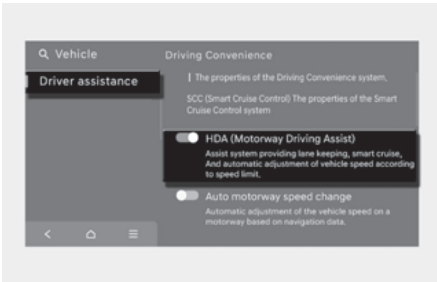 Vehicle
Driver assistance
Driving Convenience
The properties of the Driving Convenience system.
SCC (Smart Cruise Control) The properties of the Smart
Cruise Control system
HDA (Motorway Driving Assist)
Assist system providing lane keeping, smart cruise,
And automatic adjustment of vehicle speed according
to speed limit.
Auto motorway speed change
Automatic adjustment of the vehicle speed on a
motorway based on navigation data.